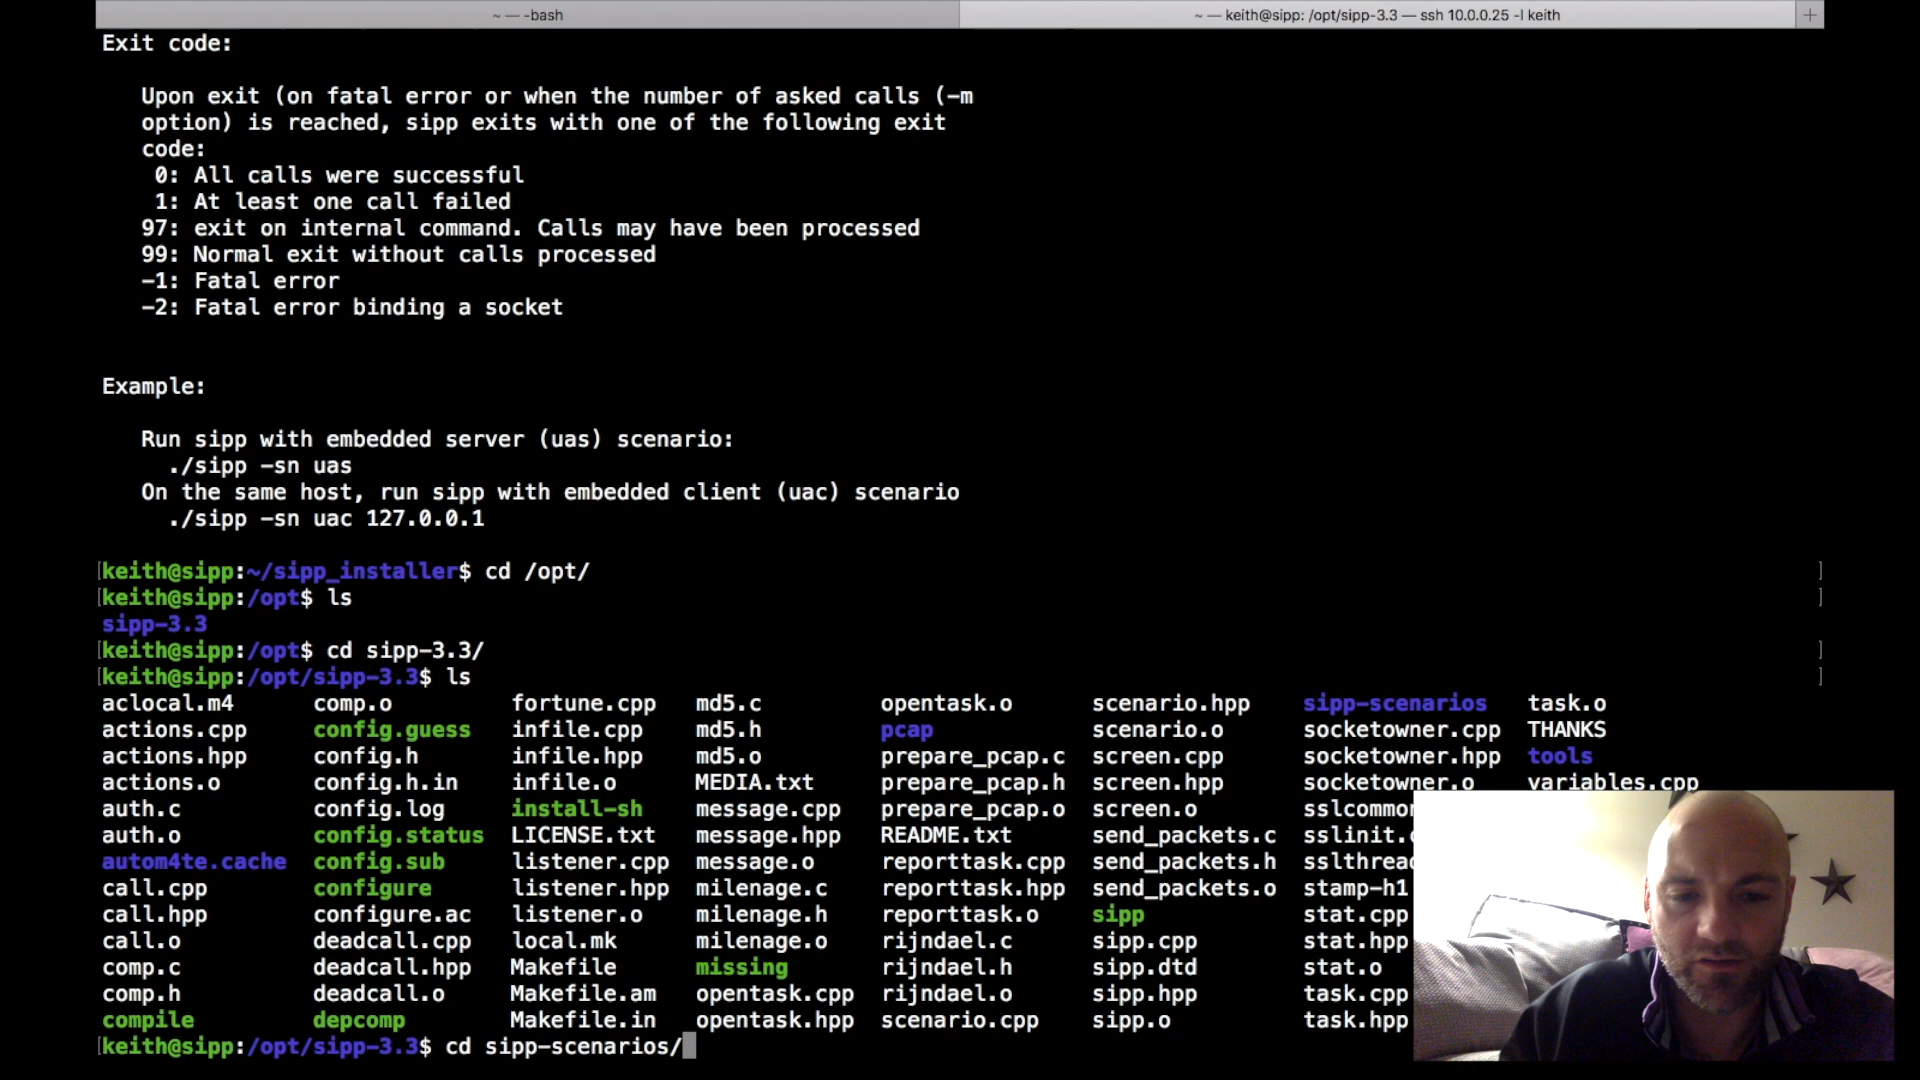 ~ — -bash
~ — keith@sipp: /opt/sipp-3.3 — ssh 10.0.0.25 -l keith
Exit code:
Upon exit (on fatal error or when the number of asked calls (-m
option) is reached, sipp exits with one of the following exit
code:
0: All calls were successful
1: At least one call failed
97: exit on internal command. Calls may have been processed
99: Normal exit without calls processed
-1: Fatal error
-2: Fatal error binding a socket
Example:
Run sipp with embedded server (uas) scenario:
./sipp -sn uas
On the same host, run sipp with embedded client (uac) scenario
./sipp -sn uac 127.0.0.1
[keith@sipp:~/sipp_installer$ cd /opt/ ]
[keith@sipp:/opt$ ls ]
sipp-3.3
[keith@sipp:/opt$ cd sipp-3.3/ ]
[keith@sipp:/opt/sipp-3.3$ ls ]
aclocal.m4 comp.o fortune.cpp md5.c opentask.o scenario.hpp sipp-scenarios task.o
actions.cpp config.guess infile.cpp md5.h pcap scenario.o socketowner.cpp THANKS
actions.hpp config.h infile.hpp md5.o prepare_pcap.c screen.cpp socketowner.hpp tools
actions.o config.h.in infile.o MEDIA.txt prepare_pcap.h screen.hpp socketowner.o variables.cpp
auth.c config.log install-sh message.cpp prepare_pcap.o screen.o sslcommon
auth.o config.status LICENSE.txt message.hpp README.txt send_packets.c sslinit.c
autom4te.cache config.sub listener.cpp message.o reporttask.cpp send_packets.h sslthread
call.cpp configure listener.hpp milenage.c reporttask.hpp send_packets.o stamp-h1
call.hpp configure.ac listener.o milenage.h reporttask.o sipp stat.cpp
call.o deadcall.cpp local.mk milenage.o rijndael.c sipp.cpp stat.hpp
comp.c deadcall.hpp Makefile missing rijndael.h sipp.dtd stat.o
comp.h deadcall.o Makefile.am opentask.cpp rijndael.o sipp.hpp task.cpp
compile depcomp Makefile.in opentask.hpp scenario.cpp sipp.o task.hpp
[keith@sipp:/opt/sipp-3.3$ cd sipp-scenarios/